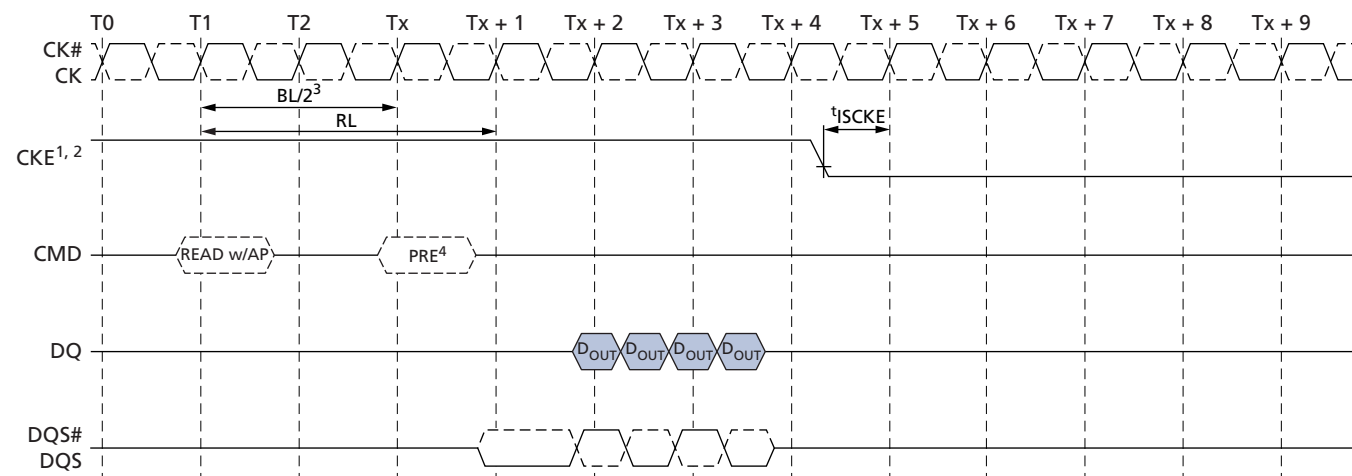 T0 T1 T2 Tx Tx + 1 Tx + 2 Tx + 3 Tx + 4 Tx + 5 Tx + 6 Tx + 7 Tx + 8 Tx + 9
CK#
CK
BL/2³
RL
tISCKE
CKE1, 2
CMD READ w/AP PRE⁴
DQ DOUT DOUT DOUT DOUT
DQS#
DQS